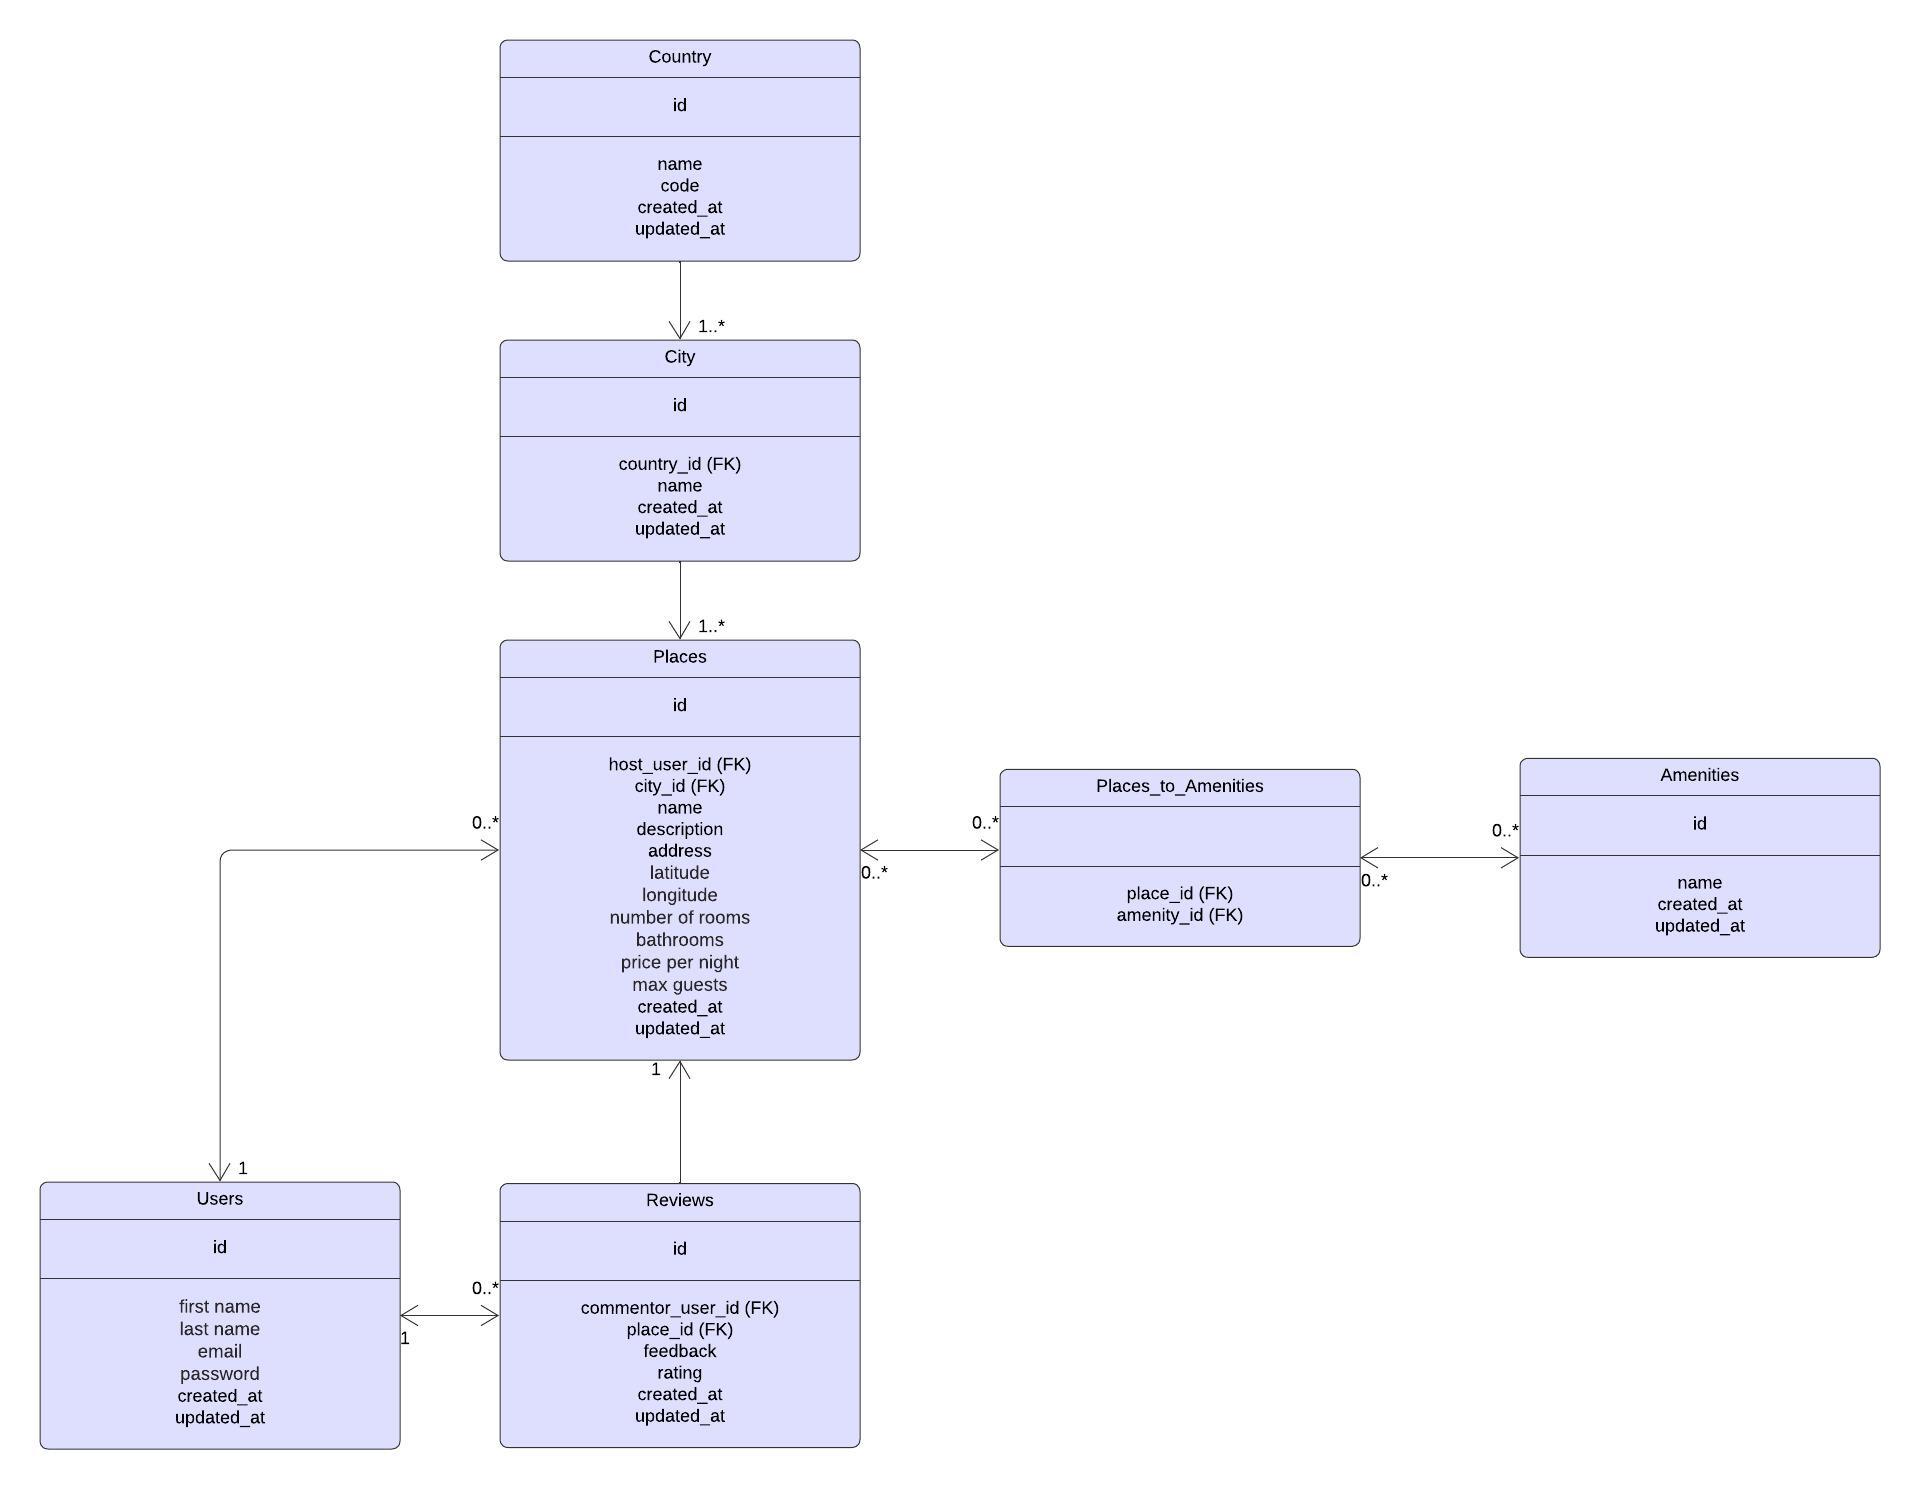 Country
id
name
code
created_at
updated_at
1..*
City
id
country_id (FK)
name
created_at
updated_at
1..*
Places
id
host_user_id (FK)
city_id (FK)
name
description
address
latitude
longitude
number of rooms
bathrooms
price per night
max guests
created_at
updated_at
0..*
0..*
0..*
Places_to_Amenities
place_id (FK)
amenity_id (FK)
0..*
0..*
Amenities
id
name
created_at
updated_at
1
1
Users
id
first name
last name
email
password
created_at
updated_at
0..*
1
Reviews
id
commentor_user_id (FK)
place_id (FK)
feedback
rating
created_at
updated_at